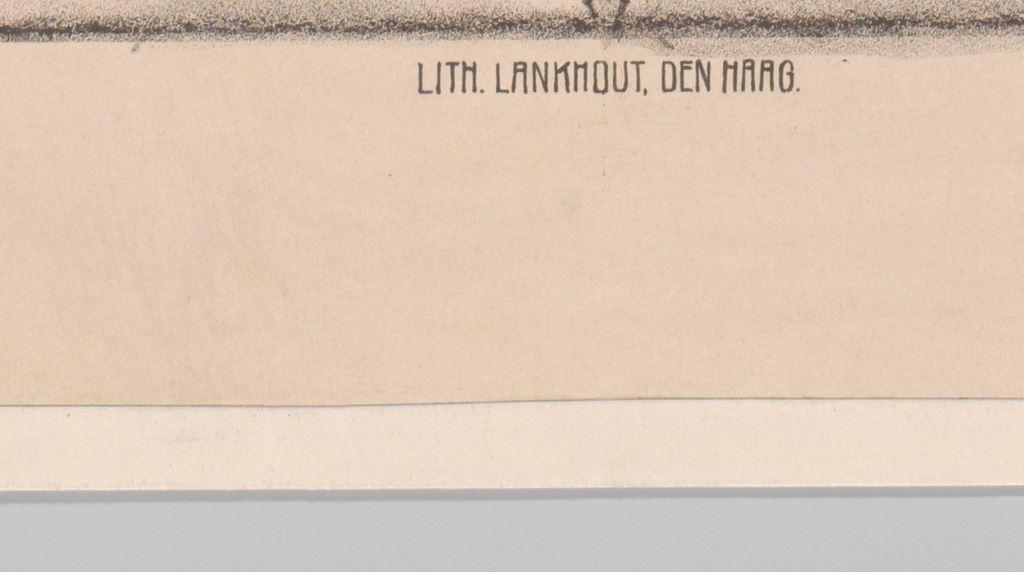 LITH. LANKHOUT, DEN HAAG.